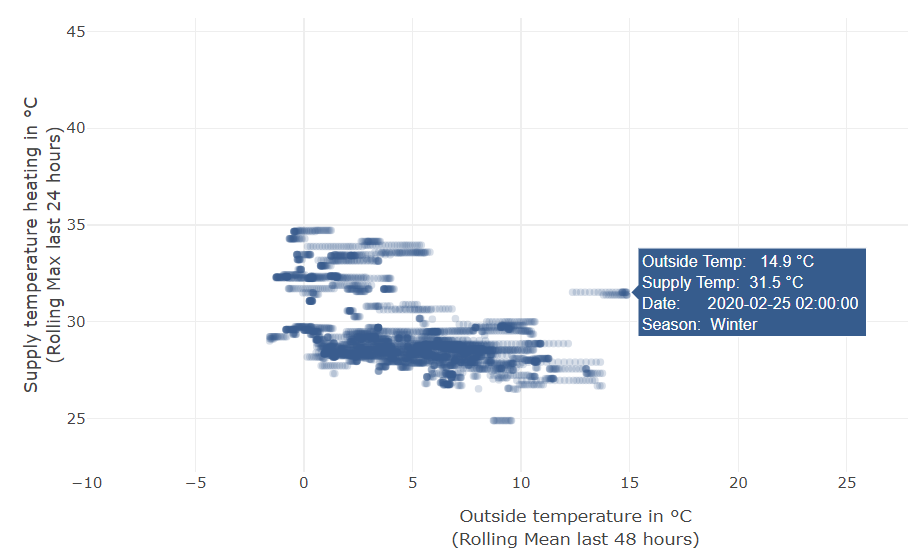 45
40
35
30
25
Supply temperature heating in °C
(Rolling Max last 24 hours)
Outside Temp: 14.9 °C
Supply Temp: 31.5 °C
Date: 2020-02-25 02:00:00
Season: Winter
−10
−5
0
5
10
15
20
25
Outside temperature in °C
(Rolling Mean last 48 hours)